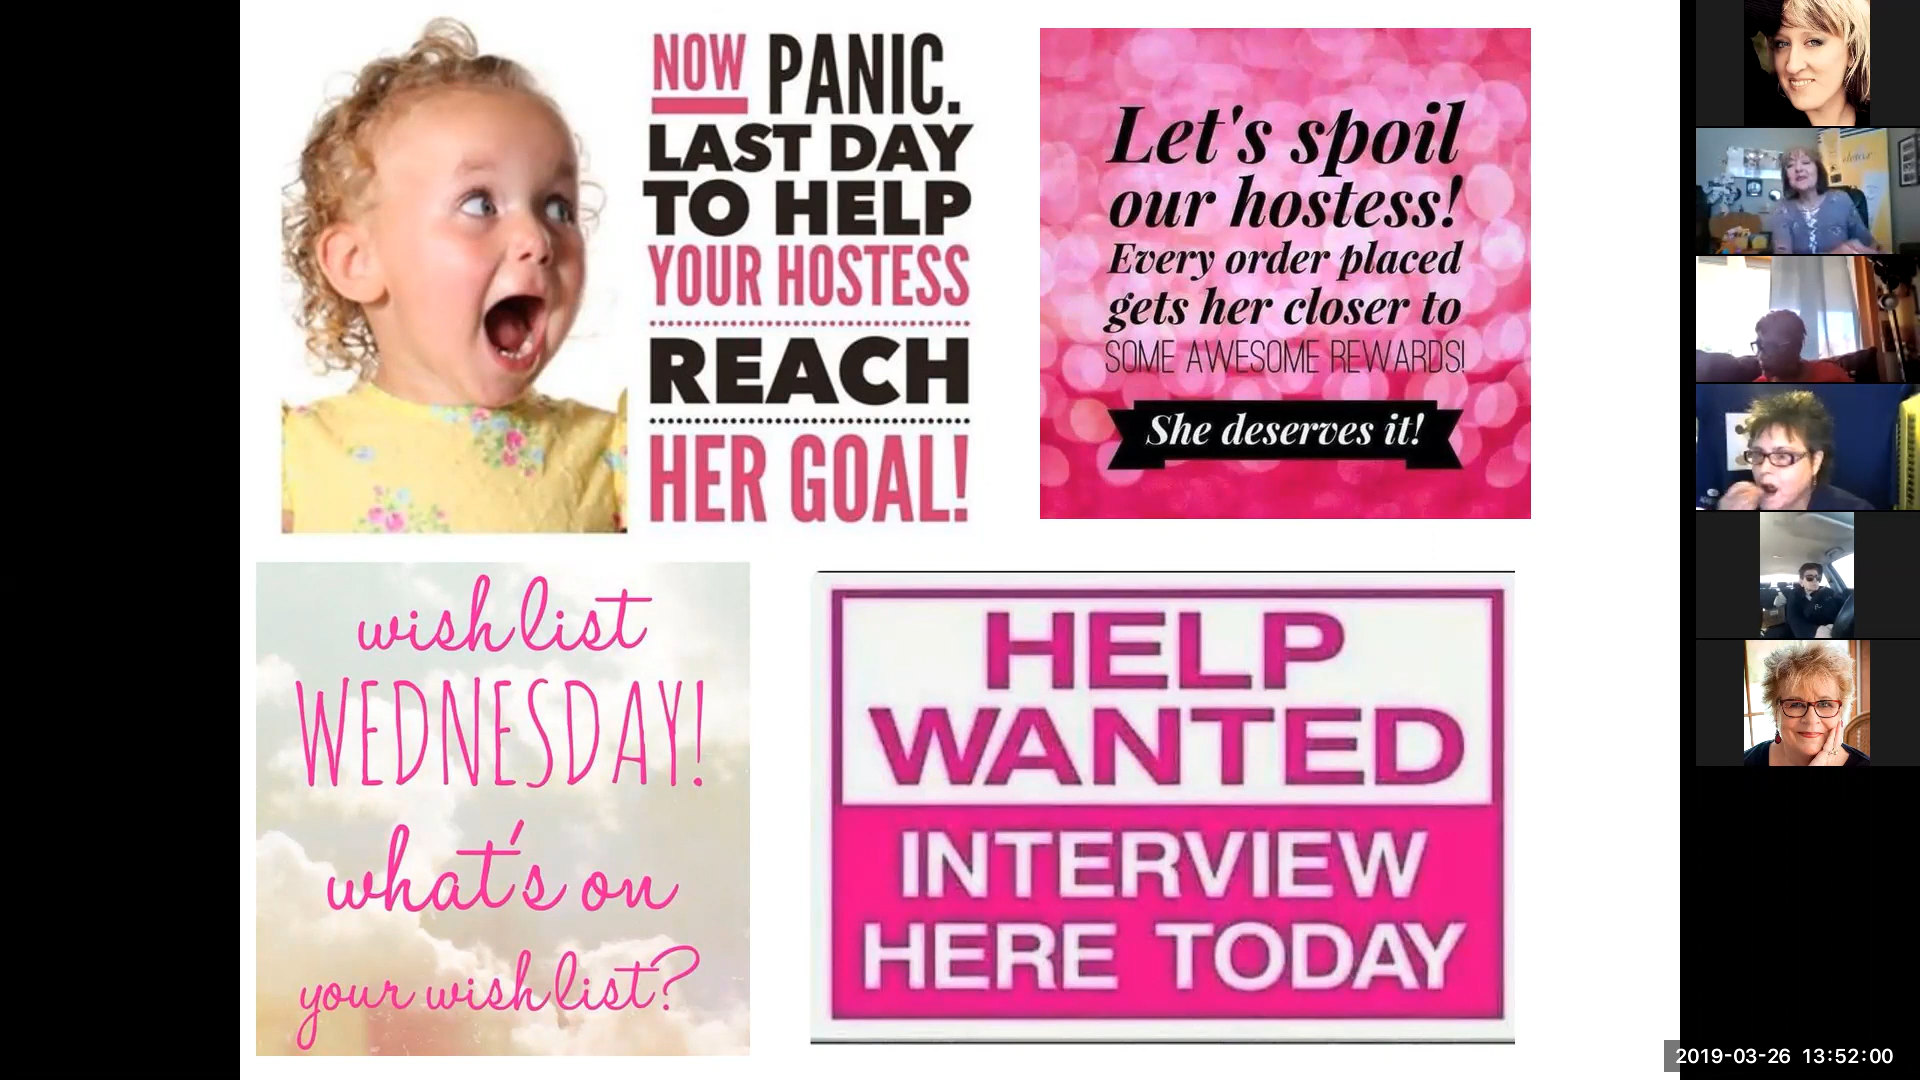 NOW PANIC.
LAST DAY
TO HELP
YOUR HOSTESS
REACH
HER GOAL!
Let's spoil
our hostess!
Every order placed
gets her closer to
SOME AWESOME REWARDS!
She deserves it!
wish list
WEDNESDAY!
what's on
your wish list?
HELP
WANTED
INTERVIEW
HERE TODAY
2019-03-26 13:52:00